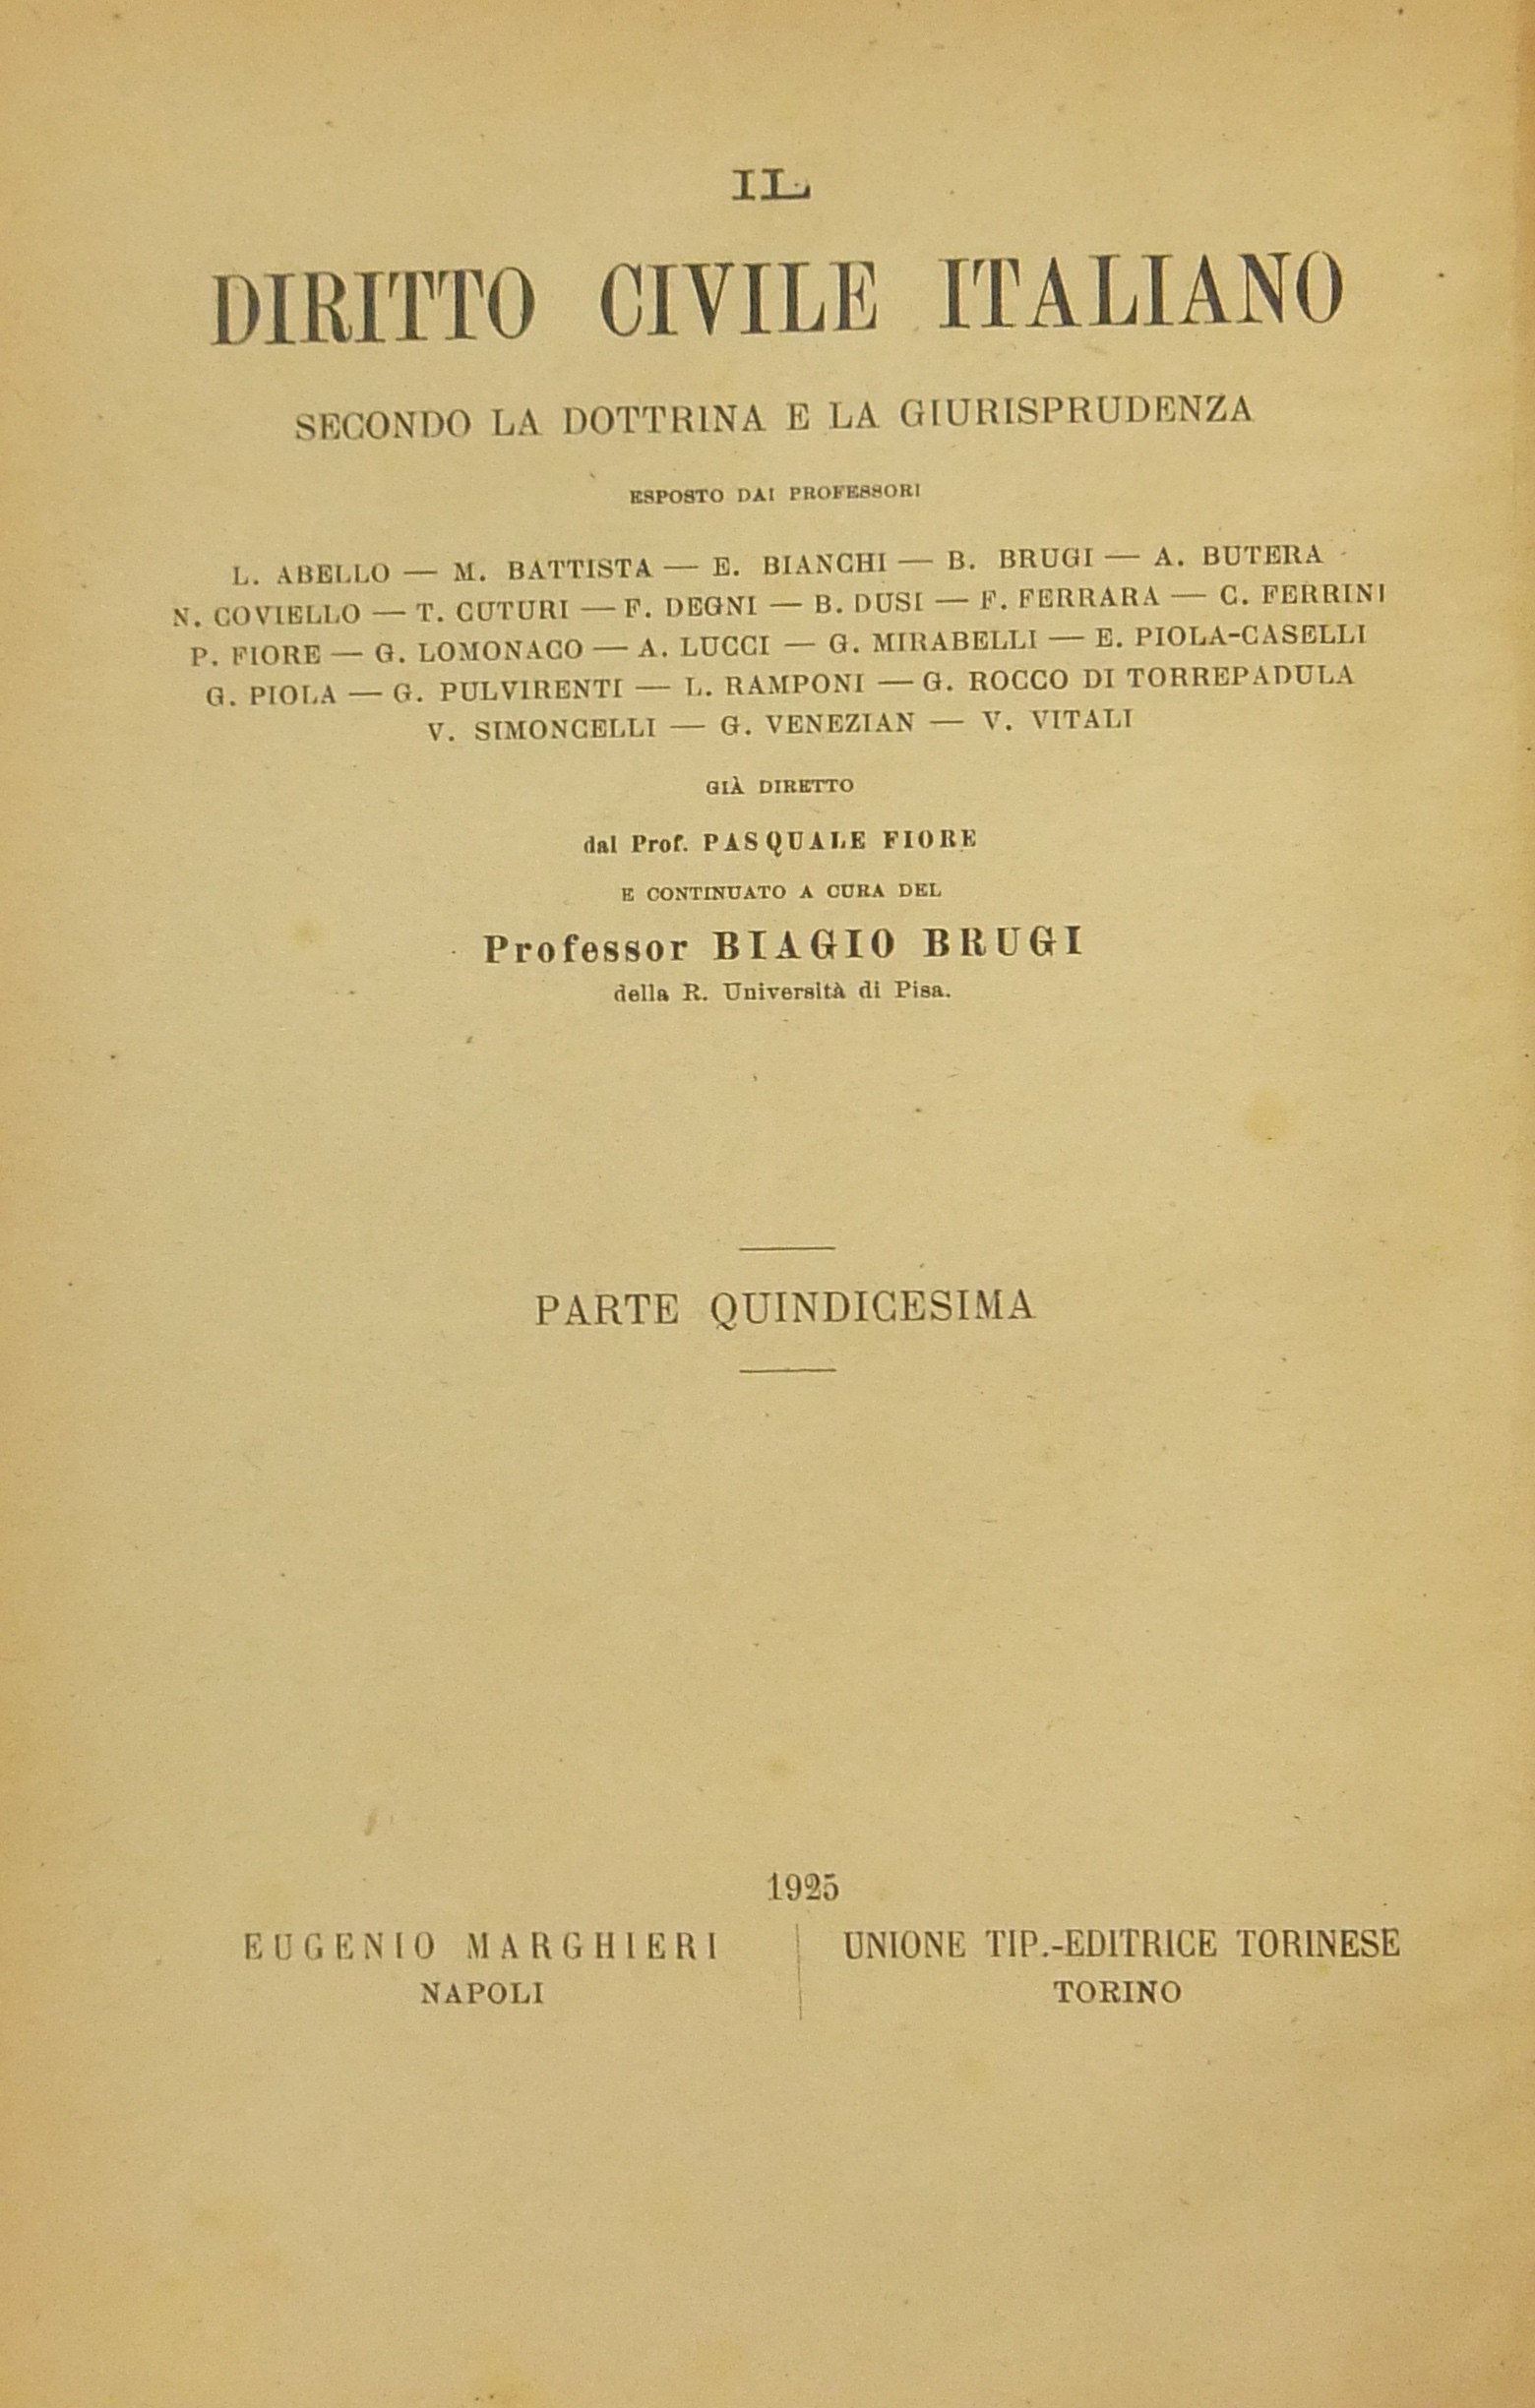 IL
DIRITTO CIVILE ITALIANO
SECONDO LA DOTTRINA E LA GIURISPRUDENZA
ESPOSTO DAI PROFESSORI
L. ABELLO — M. BATTISTA — E. BIANCHI — B. BRUGI — A. BUTERA
N. COVIELLO — T. CUTURI — F. DEGNI — B. DUSI — F. FERRARA — C. FERRINI
P. FIORE — G. LOMONACO — A. LUCCI — G. MIRABELLI — E. PIOLA-CASELLI
G. PIOLA — G. PULVIRENTI — L. RAMPONI — G. ROCCO DI TORREPADULA
V. SIMONCELLI — G. VENEZIAN — V. VITALI
GIÀ DIRETTO
dal Prof. PASQUALE FIORE
E CONTINUATO A CURA DEL
Professor BIAGIO BRUGI
della R. Università di Pisa.
PARTE QUINDICESIMA
1925
EUGENIO MARGHIERI
NAPOLI
UNIONE TIP.-EDITRICE TORINESE
TORINO